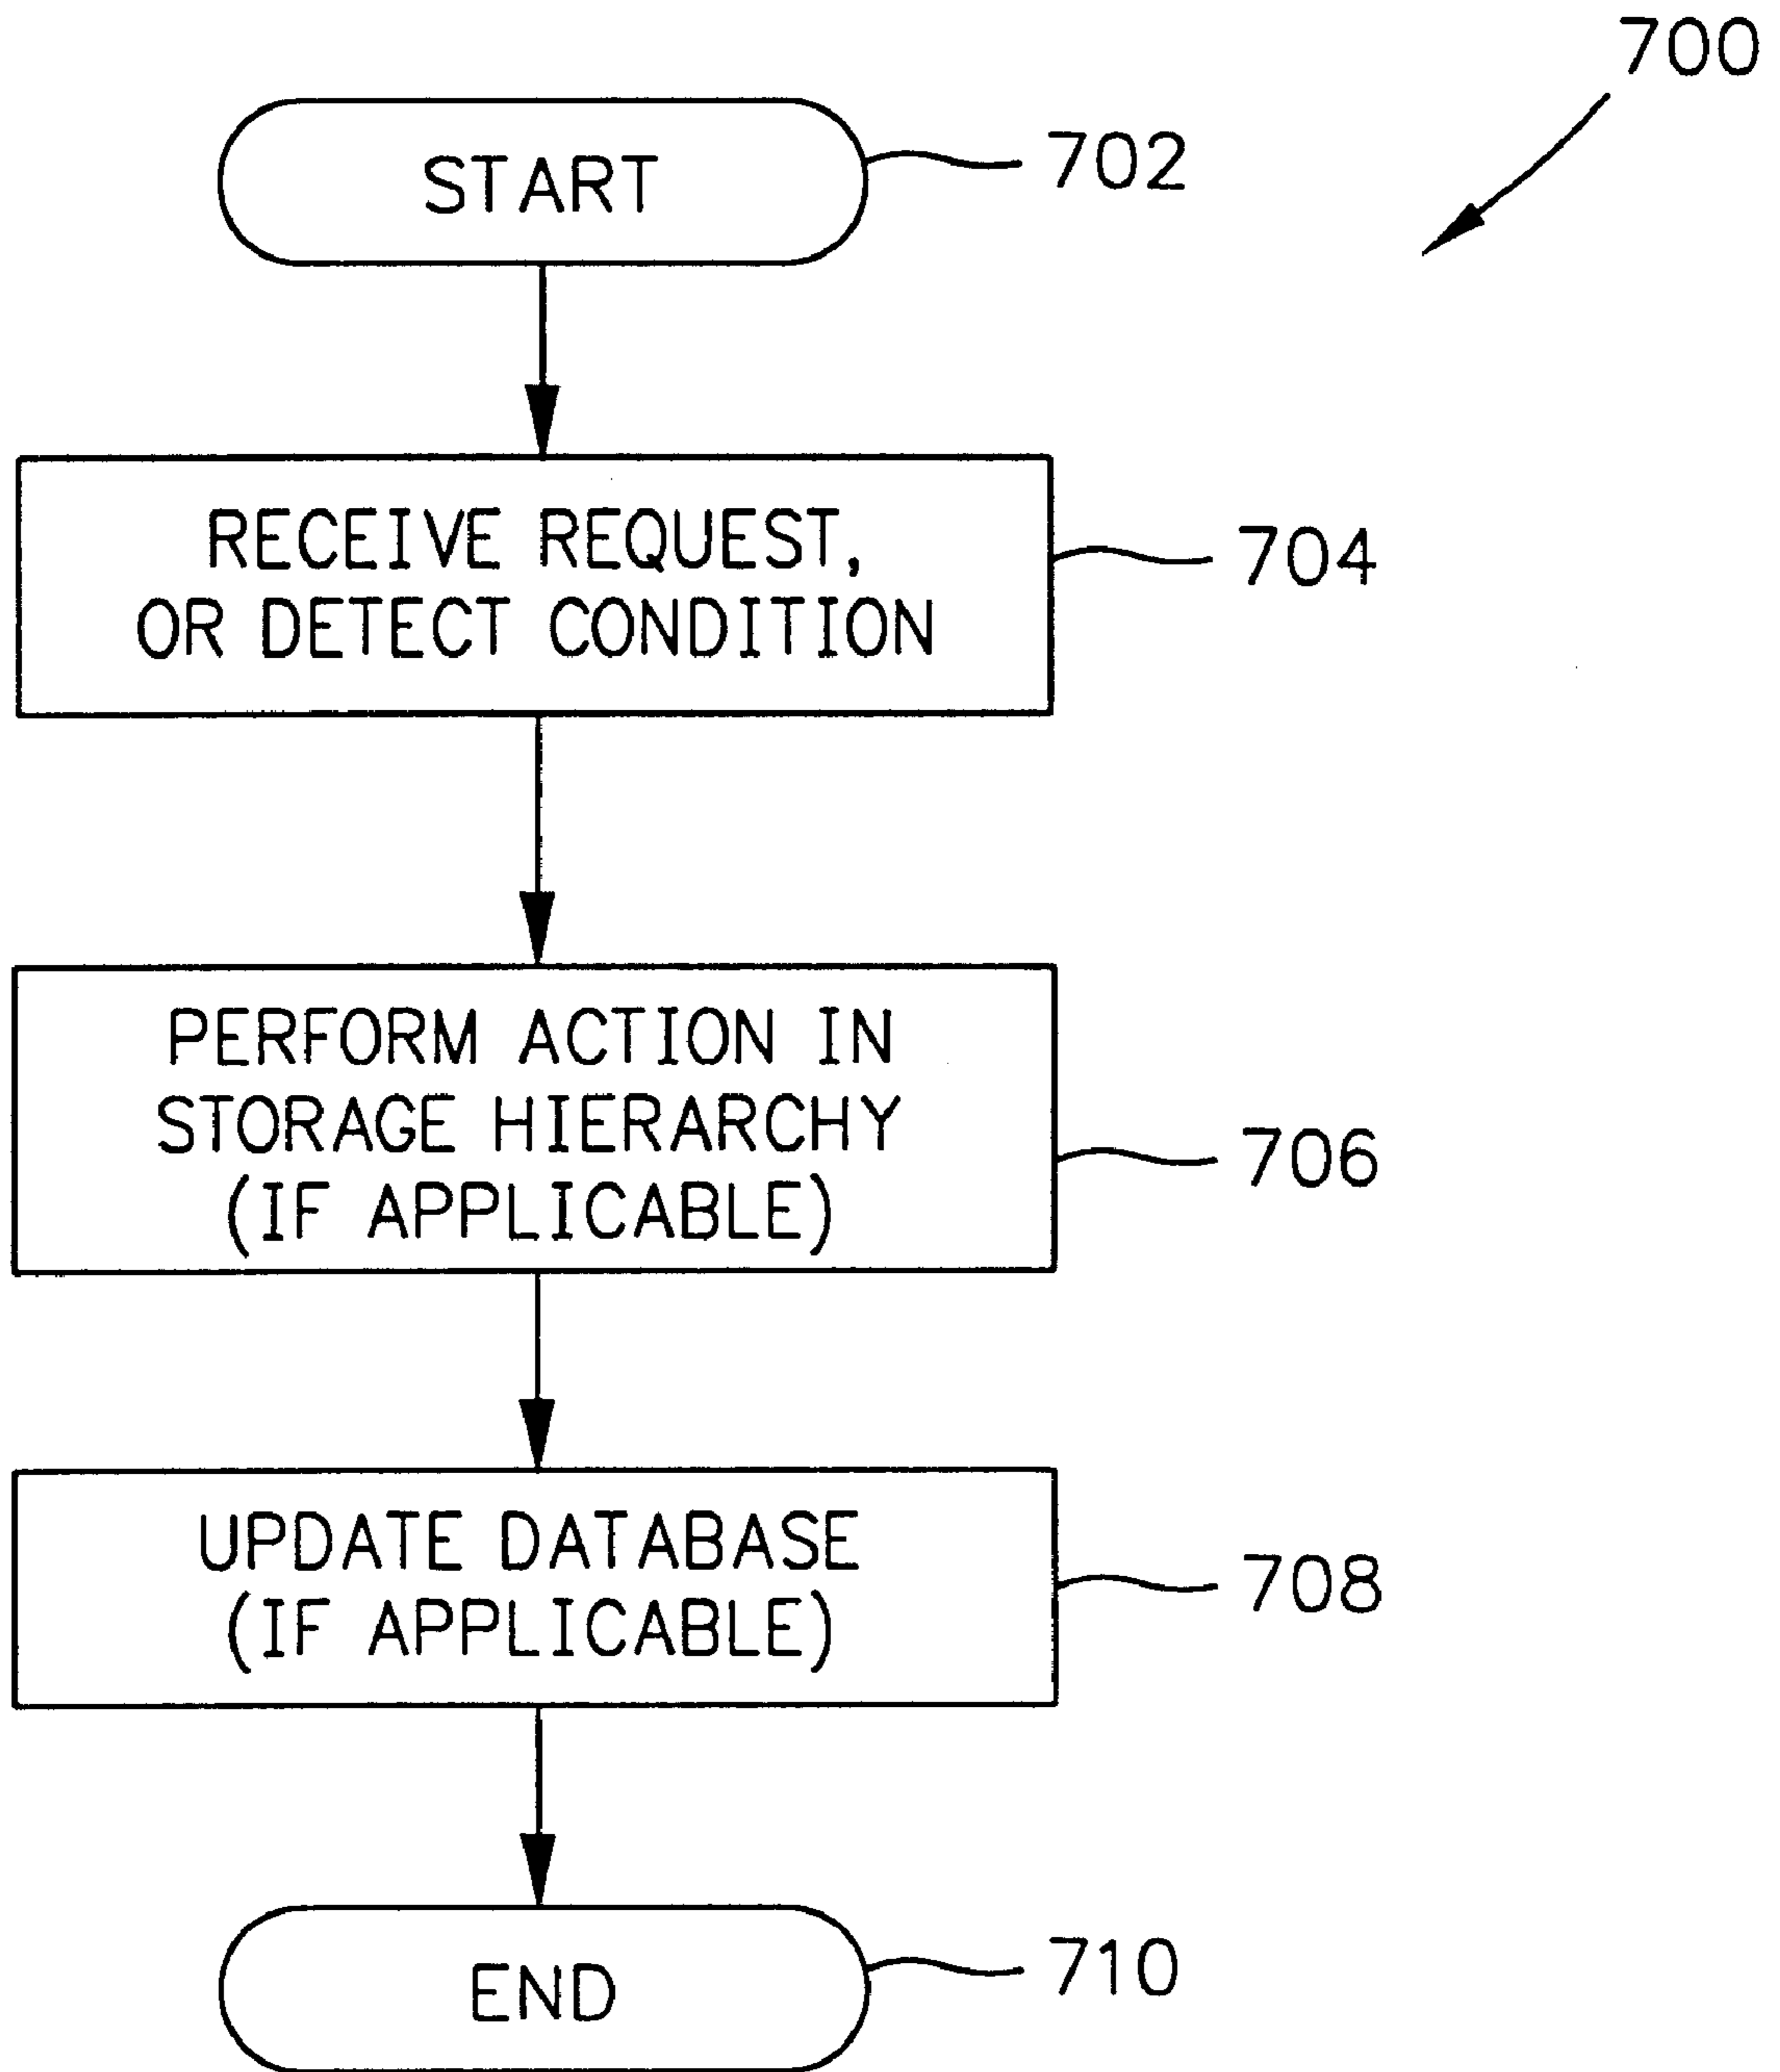 700
START
702
RECEIVE REQUEST,
OR DETECT CONDITION
704
PERFORM ACTION IN
STORAGE HIERARCHY
(IF APPLICABLE)
706
UPDATE DATABASE
(IF APPLICABLE)
708
END
710